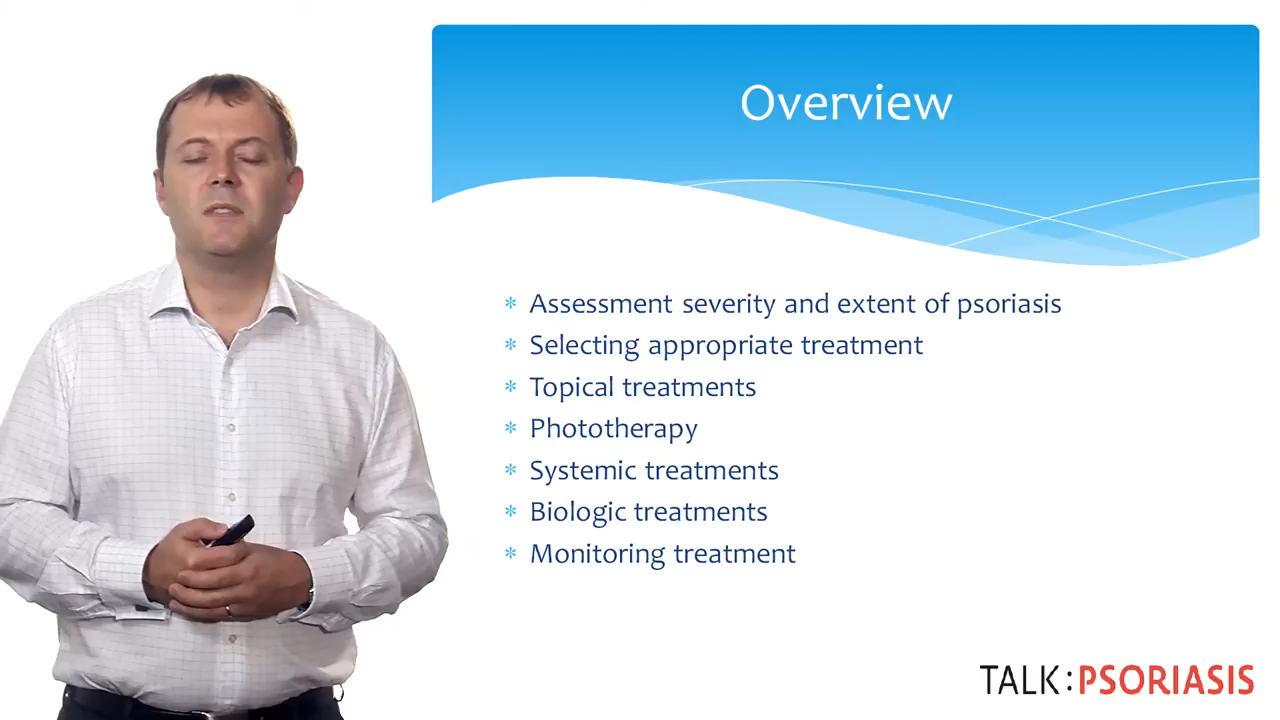 Overview
* Assessment severity and extent of psoriasis
* Selecting appropriate treatment
* Topical treatments
* Phototherapy
* Systemic treatments
* Biologic treatments
* Monitoring treatment
TALK:PSORIASIS